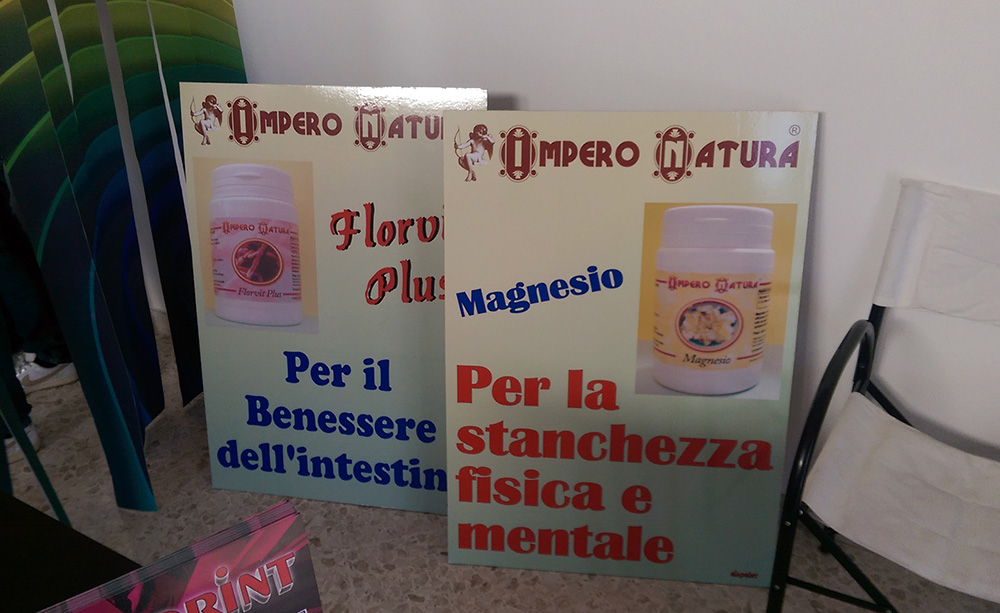 IMPERO NATUR
Florvi
Plus
IMPERO NATURA
Florvit Plus
Per il
Benessere
dell'intestin
IMPERO NATURA ®
Magnesio
IMPERO NATURA
Magnesio
Per la
stanchezza
fisica e
mentale
PRINT